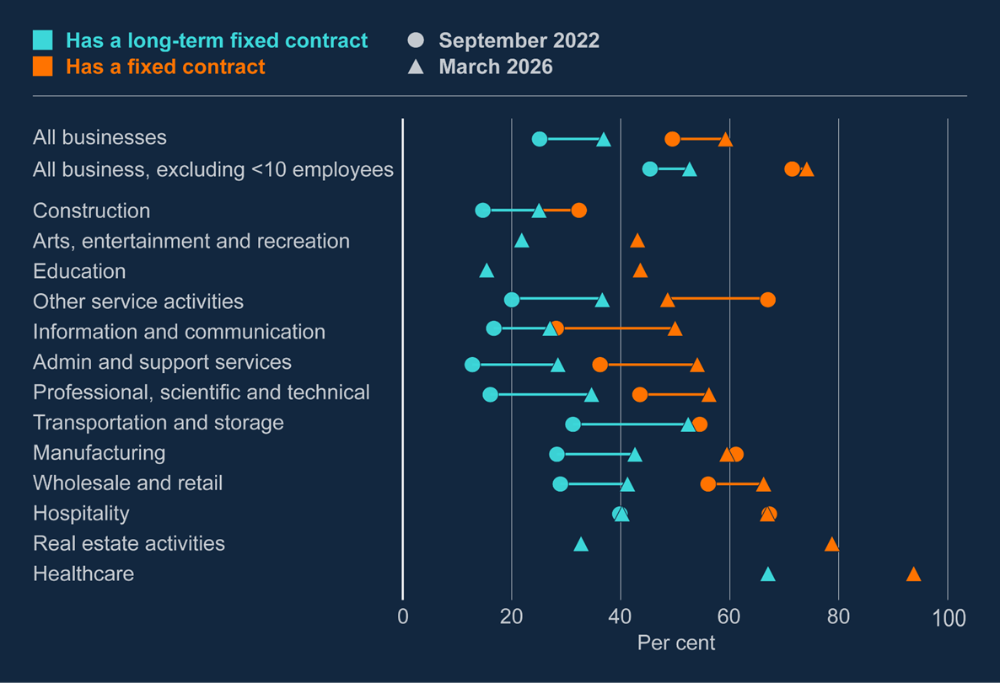 Has a long-term fixed contract
September 2022
Has a fixed contract
March 2026
All businesses
All business, excluding <10 employees
Construction
Arts, entertainment and recreation
Education
Other service activities
Information and communication
Admin and support services
Professional, scientific and technical
Transportation and storage
Manufacturing
Wholesale and retail
Hospitality
Real estate activities
Healthcare
0 20 40 60 80 100
Per cent